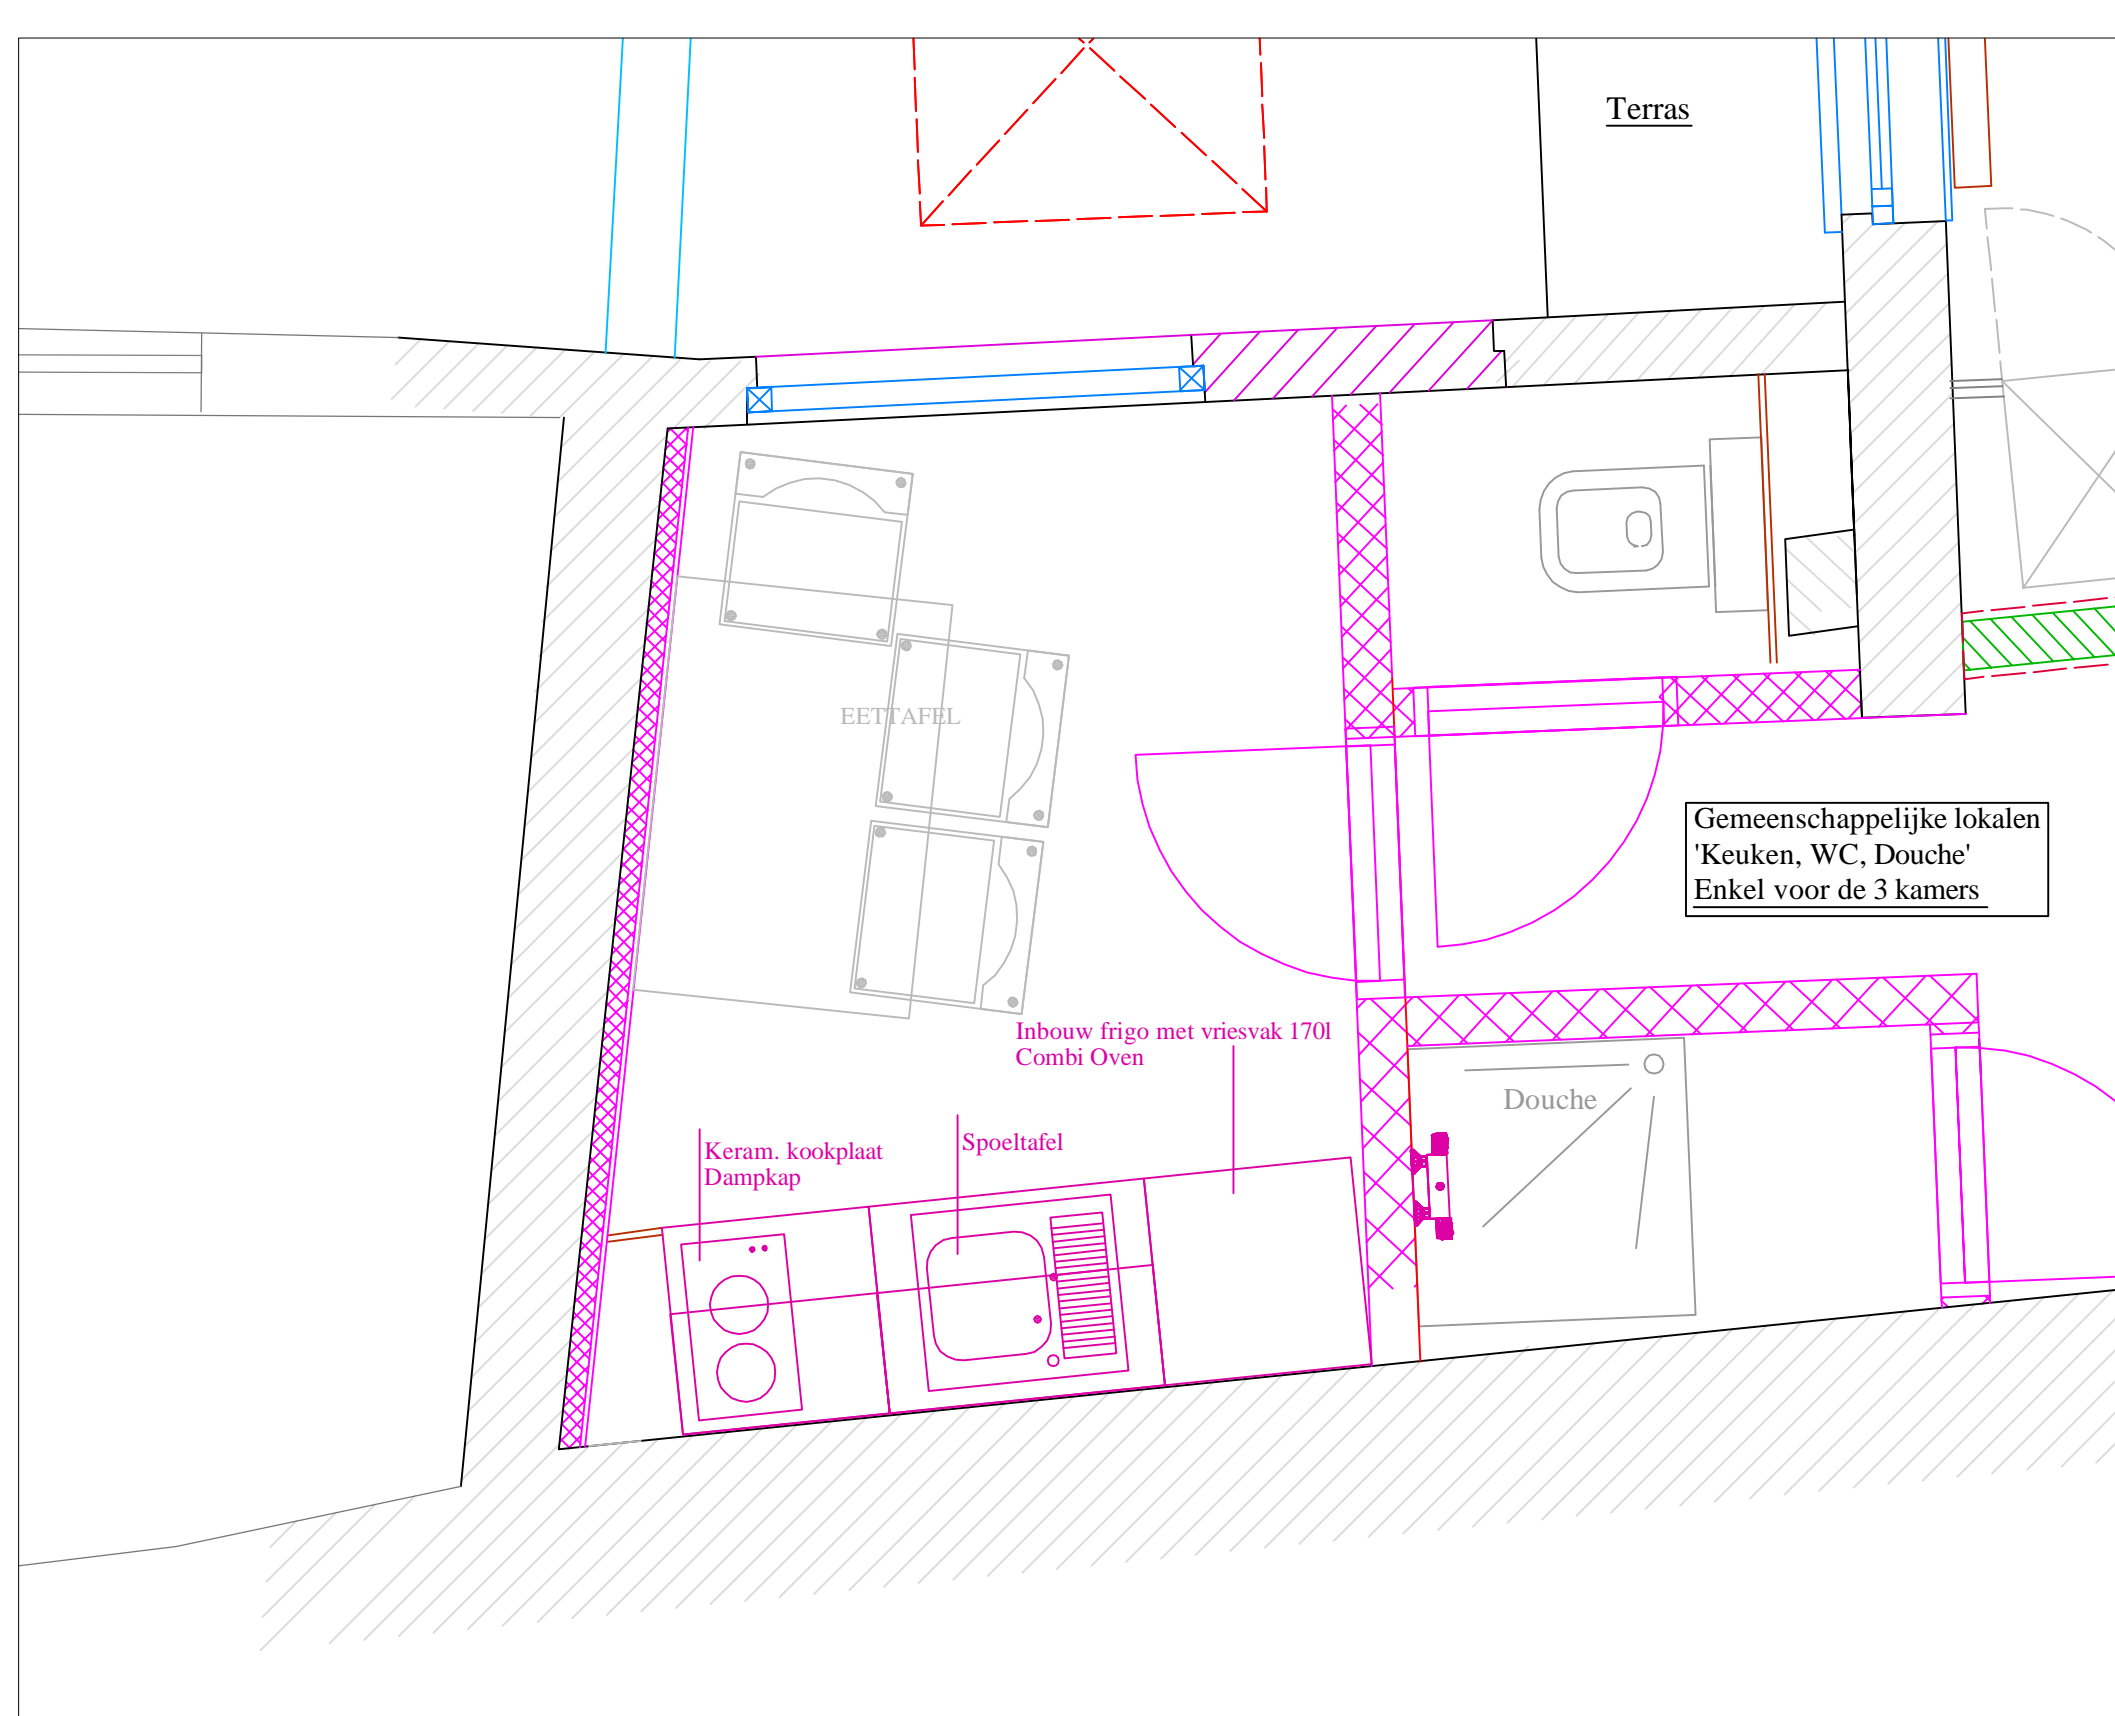 Terras
EETTAFEL
Gemeenschappelijke lokalen
'Keuken, WC, Douche'
Enkel voor de 3 kamers
Inbouw frigo met vriesvak 170l
Combi Oven
Douche
Keram. kookplaat
Dampkap
Spoeltafel